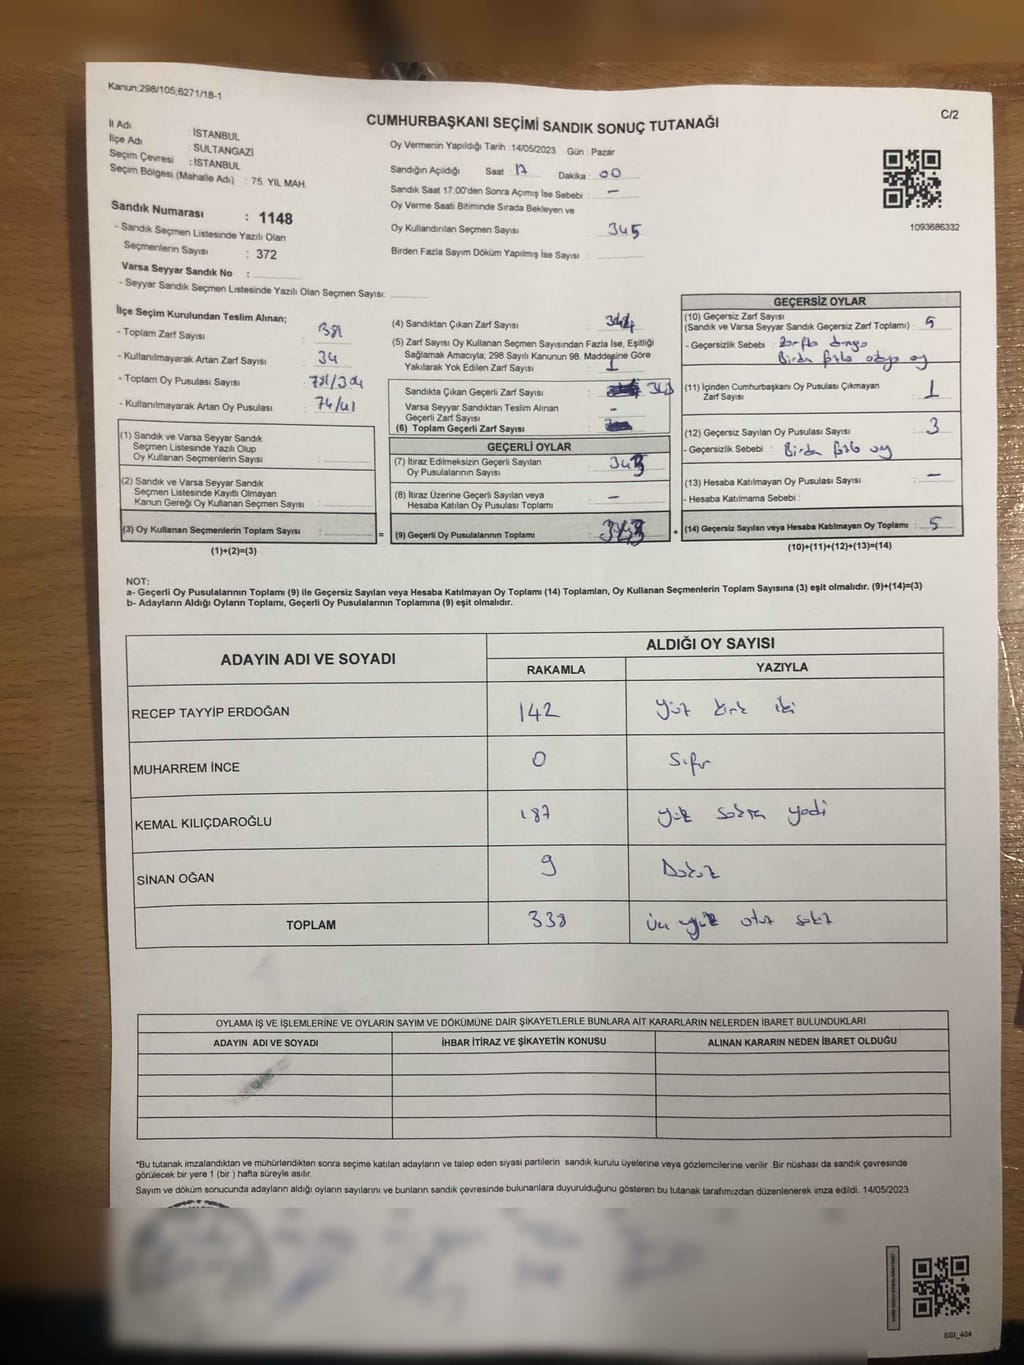 Kanun:298/105;6271/18-1
CUMHURBAŞKANI SEÇİMİ SANDIK SONUÇ TUTANAĞI
C/2
İl Adı : İSTANBUL
İlçe Adı : SULTANGAZİ
Seçim Çevresi : İSTANBUL
Seçim Bölgesi (Mahalle Adı) : 75. YIL MAH.
Sandık Numarası : 1148
- Sandık Seçmen Listesinde Yazılı Olan
Seçmenlerin Sayısı : 372
Varsa Seyyar Sandık No :
- Seyyar Sandık Seçmen Listesinde Yazılı Olan Seçmen Sayısı:
Oy Vermenin Yapıldığı Tarih :14/05/2023 Gün : Pazar
Sandığın Açıldığı Saat : 17 Dakika : 00
Sandık Saat 17.00'den Sonra Açımış İse Sebebi : —
Oy Verme Saati Bitiminde Sırada Bekleyen ve
Oy Kullandırılan Seçmen Sayısı : 345
Birden Fazla Sayım Döküm Yapılmış İse Sayısı :
1093686332
İlçe Seçim Kurulundan Teslim Alınan;
- Toplam Zarf Sayısı : 381
- Kullanılmayarak Artan Zarf Sayısı : 34
- Toplam Oy Pusulası Sayısı :
- Kullanılmayarak Artan Oy Pusulası : 74/41
(1) Sandık ve Varsa Seyyar Sandık
Seçmen Listesinde Yazılı Olup
Oy Kullanan Seçmenlerin Sayısı :
(2) Sandık ve Varsa Seyyar Sandık
Seçmen Listesinde Kayıtlı Olmayan
Kanun Gereği Oy Kullanan Seçmen Sayısı :
(3) Oy Kullanan Seçmenlerin Toplam Sayısı : =
(1)+(2)=(3)
(4) Sandıktan Çıkan Zarf Sayısı :
(5) Zarf Sayısı Oy Kullanan Seçmen Sayısından Fazla İse, Eşitliği
Sağlamak Amacıyla; 298 Sayılı Kanunun 98. Maddesine Göre
Yakılarak Yok Edilen Zarf Sayısı : 1
Sandıkta Çıkan Geçerli Zarf Sayısı : 343
Varsa Seyyar Sandıktan Teslim Alınan
Geçerli Zarf Sayısı : -
(6) Toplam Geçerli Zarf Sayısı :
GEÇERLİ OYLAR
(7) İtiraz Edilmeksizin Geçerli Sayılan
Oy Pusulalarının Sayısı : 343
(8) İtiraz Üzerine Geçerli Sayılan veya
Hesaba Katılan Oy Pusulası Toplamı : —
(9) Geçerli Oy Pusulalarının Toplamı : +
GEÇERSİZ OYLAR
(10) Geçersiz Zarf Sayısı
(Sandık ve Varsa Seyyar Sandık Geçersiz Zarf Toplamı) : 5
- Geçersizlik Sebebi :
(11) İçinden Cumhurbaşkanı Oy Pusulası Çıkmayan
Zarf Sayısı : 1
(12) Geçersiz Sayılan Oy Pusulası Sayısı : 3
- Geçersizlik Sebebi : Birden fazla oy
(13) Hesaba Katılmayan Oy Pusulası Sayısı : —
- Hesaba Katılmama Sebebi :
(14) Geçersiz Sayılan veya Hesaba Katılmayan Oy Toplamı : 5
(10)+(11)+(12)+(13)=(14)
NOT:
a- Geçerli Oy Pusulalarının Toplamı (9) ile Geçersiz Sayılan veya Hesaba Katılmayan Oy Toplamı (14) Toplamları, Oy Kullanan Seçmenlerin Toplam Sayısına (3) eşit olmalıdır. (9)+(14)=(3)
b- Adayların Aldığı Oyların Toplamı, Geçerli Oy Pusulalarının Toplamına (9) eşit olmalıdır.
ADAYIN ADI VE SOYADI
ALDIĞI OY SAYISI
RAKAMLA YAZIYLA
RECEP TAYYİP ERDOĞAN 142 yüz kırk iki
MUHARREM İNCE 0 Sıfır
KEMAL KILIÇDAROĞLU 187 yüz seksen yedi
SİNAN OĞAN 9 Dokuz
TOPLAM 338 üç yüz otuz sekiz
OYLAMA İŞ VE İŞLEMLERİNE VE OYLARIN SAYIM VE DÖKÜMÜNE DAİR ŞİKAYETLERLE BUNLARA AİT KARARLARIN NELERDEN İBARET BULUNDUKLARI
ADAYIN ADI VE SOYADI İHBAR İTİRAZ VE ŞİKAYETİN KONUSU ALINAN KARARIN NEDEN İBARET OLDUĞU
*Bu tutanak imzalandıktan ve mühürlendikten sonra seçime katılan adayların ve talep eden siyasi partilerin sandık kurulu üyelerine veya gözlemcilerine verilir .Bir nüshası da sandık çevresinde
görülecek bir yere 1 (bir ) hafta süreyle asılır.
Sayım ve döküm sonucunda adayların aldığı oyların sayılarını ve bunların sandık çevresinde bulunanlara duyurulduğunu gösteren bu tutanak tarafımızdan düzenlenerek imza edildi. 14/05/2023
SSI_404